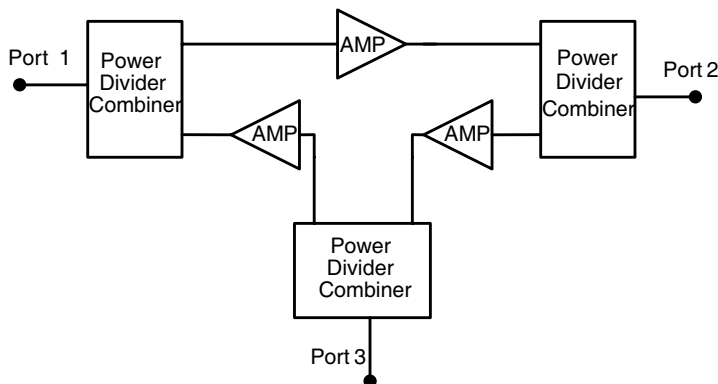 Port 1
Power
Divider
Combiner
AMP
Power
Divider
Combiner
Port 2
AMP
AMP
Power
Divider
Combiner
Port 3